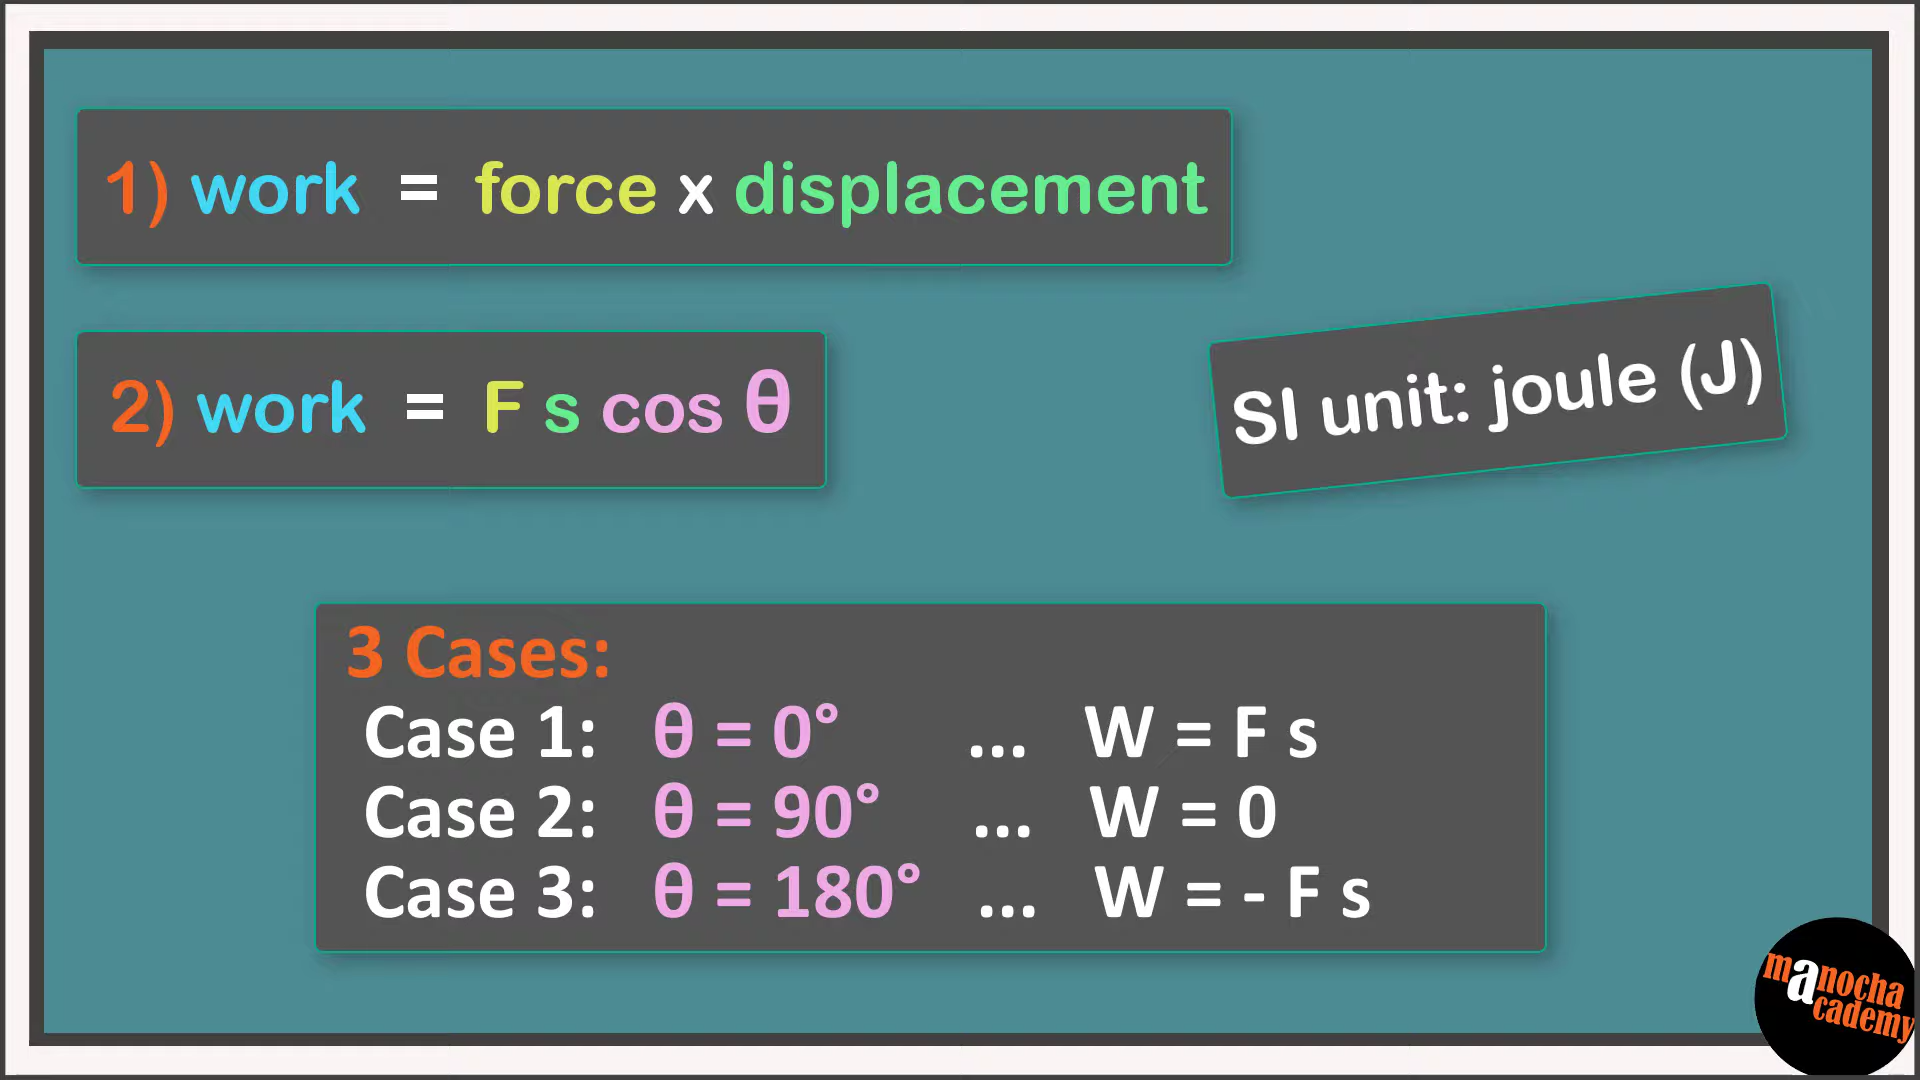 1) work = force x displacement
2) work = F s cos θ
SI unit: joule (J)
3 Cases:
Case 1: θ = 0° ... W = F s
Case 2: θ = 90° ... W = 0
Case 3: θ = 180° ... W = - F s
manocha
academy